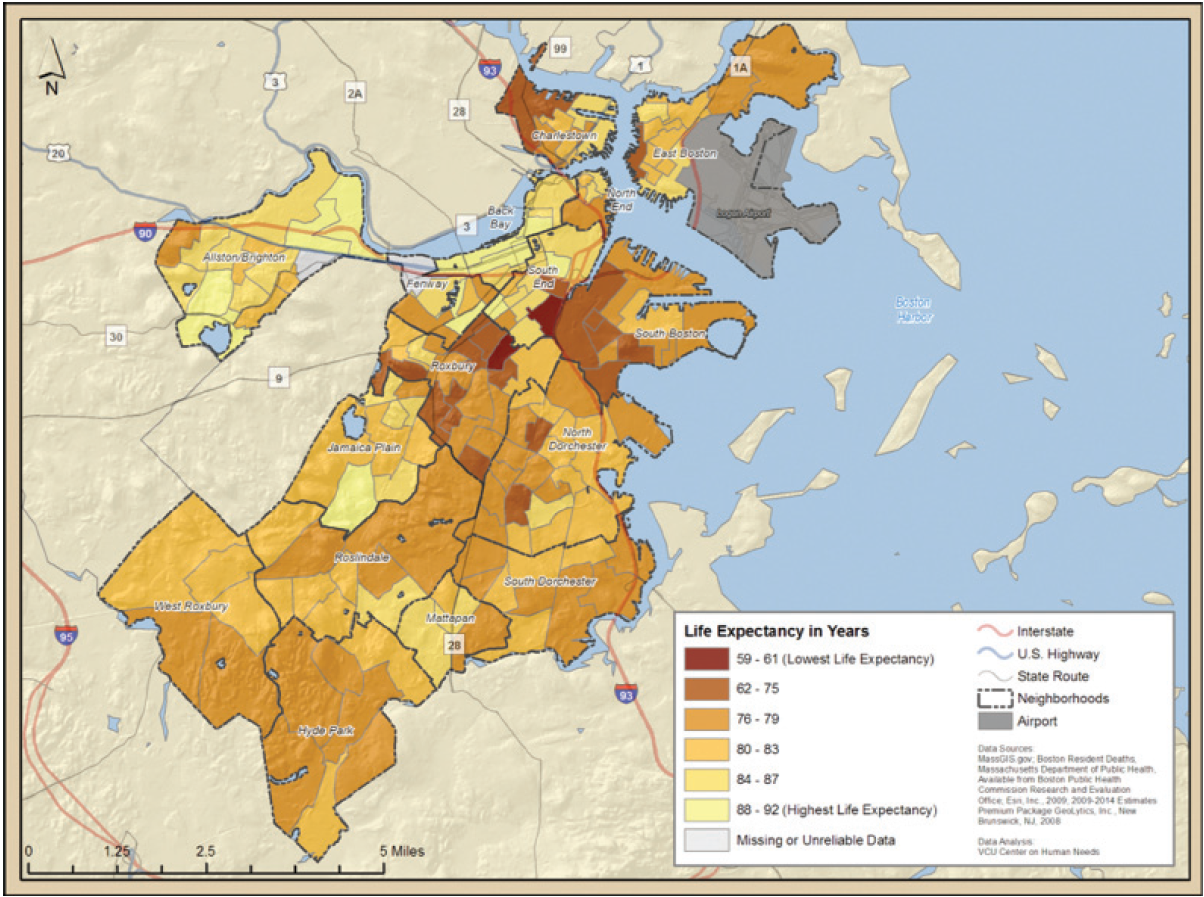 99
93
1
1A
3
2A
28
N
Charlestown
20
East Boston
North
End
Back
Bay
3
Logan Airport
90
Allston/Brighton
South
End
Fenway
Boston
Harbor
30
South Boston
9
Roxbury
North
Dorchester
Jamaica Plain
Roslindale
South Dorchester
West Roxbury
Mattapan
95
28
93
Hyde Park
Life Expectancy in Years
59 - 61 (Lowest Life Expectancy)
62 - 75
76 - 79
80 - 83
84 - 87
88 - 92 (Highest Life Expectancy)
Missing or Unreliable Data
Interstate
U.S. Highway
State Route
Neighborhoods
Airport
Data Sources:
MassGIS.gov; Boston Resident Deaths,
Massachusetts Department of Public Health,
Available from Boston Public Health
Commission Research and Evaluation
Office; Esri, Inc., 2009, 2009-2014 Estimates
Premium Package GeoLytics, Inc., New
Brunswick, NJ, 2008
Data Analysis:
VCU Center on Human Needs
0 1.25 2.5 5 Miles